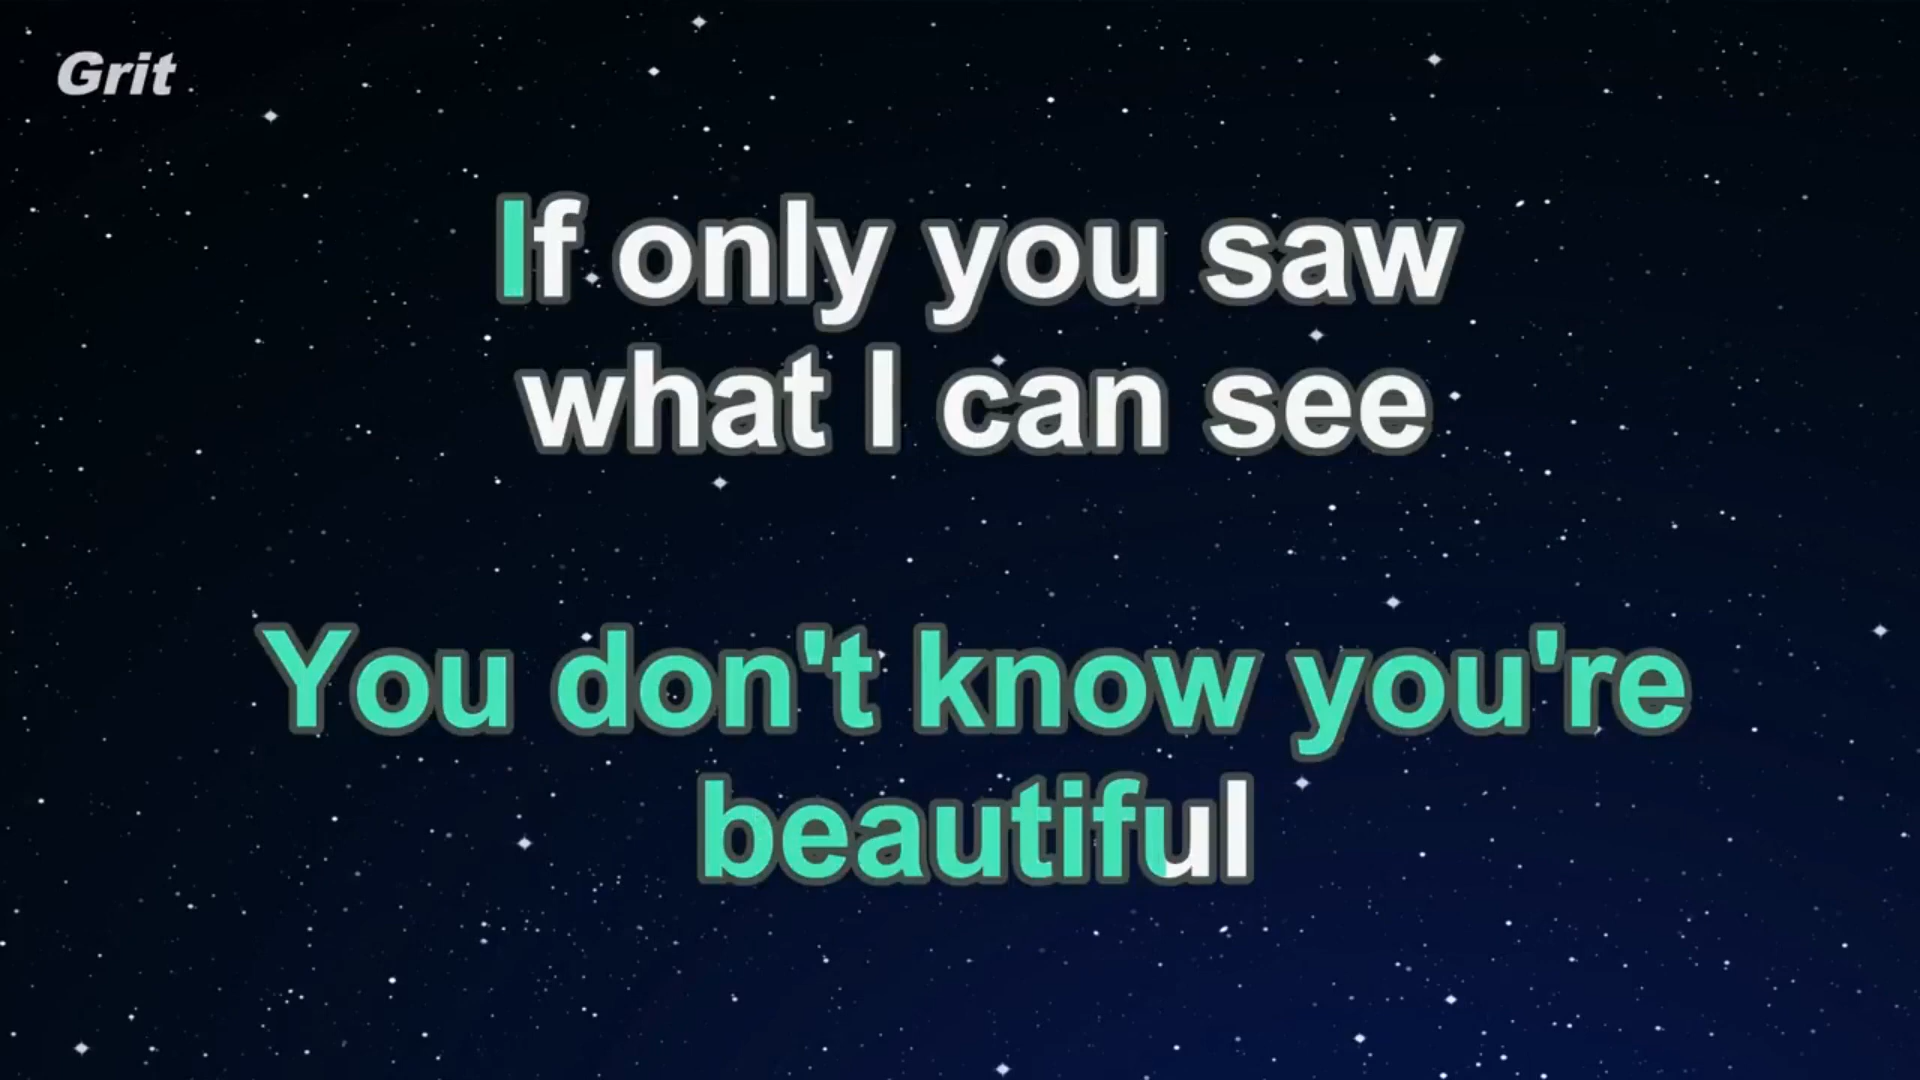 Grit
If only you saw
what I can see
You don't know you're
beautiful